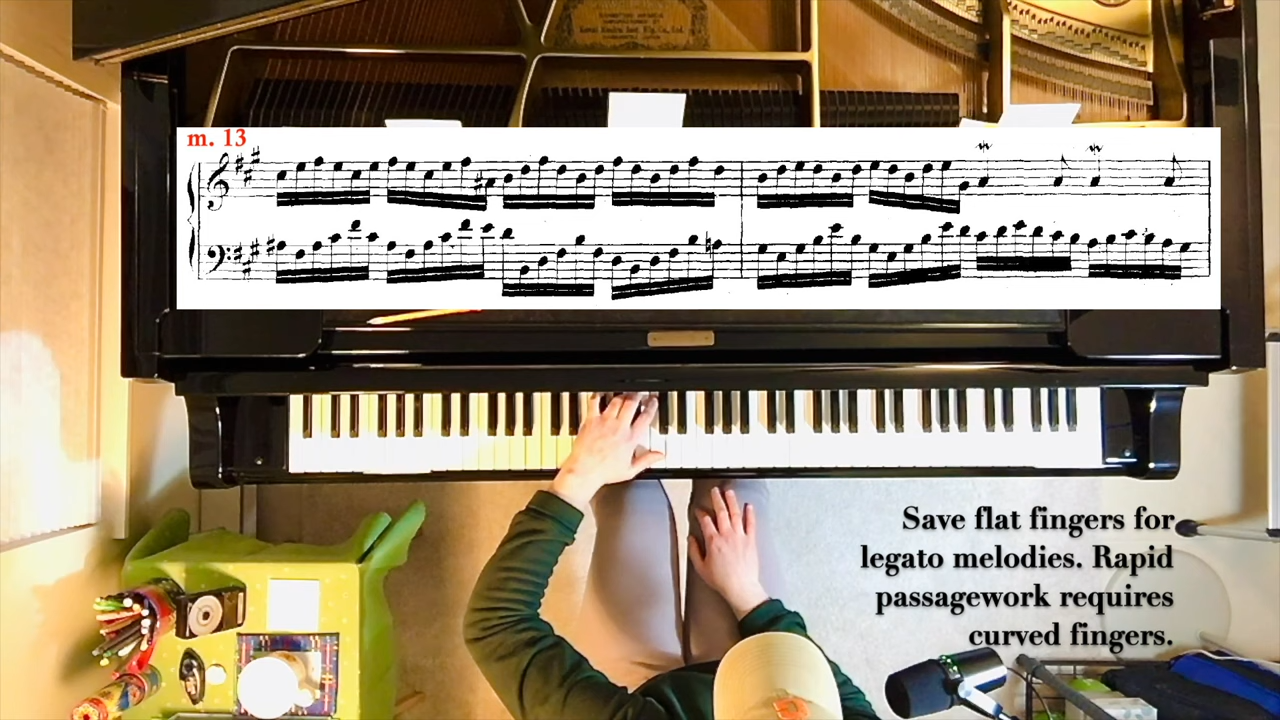 m. 13
Save flat fingers for
legato melodies. Rapid
passagework requires
curved fingers.